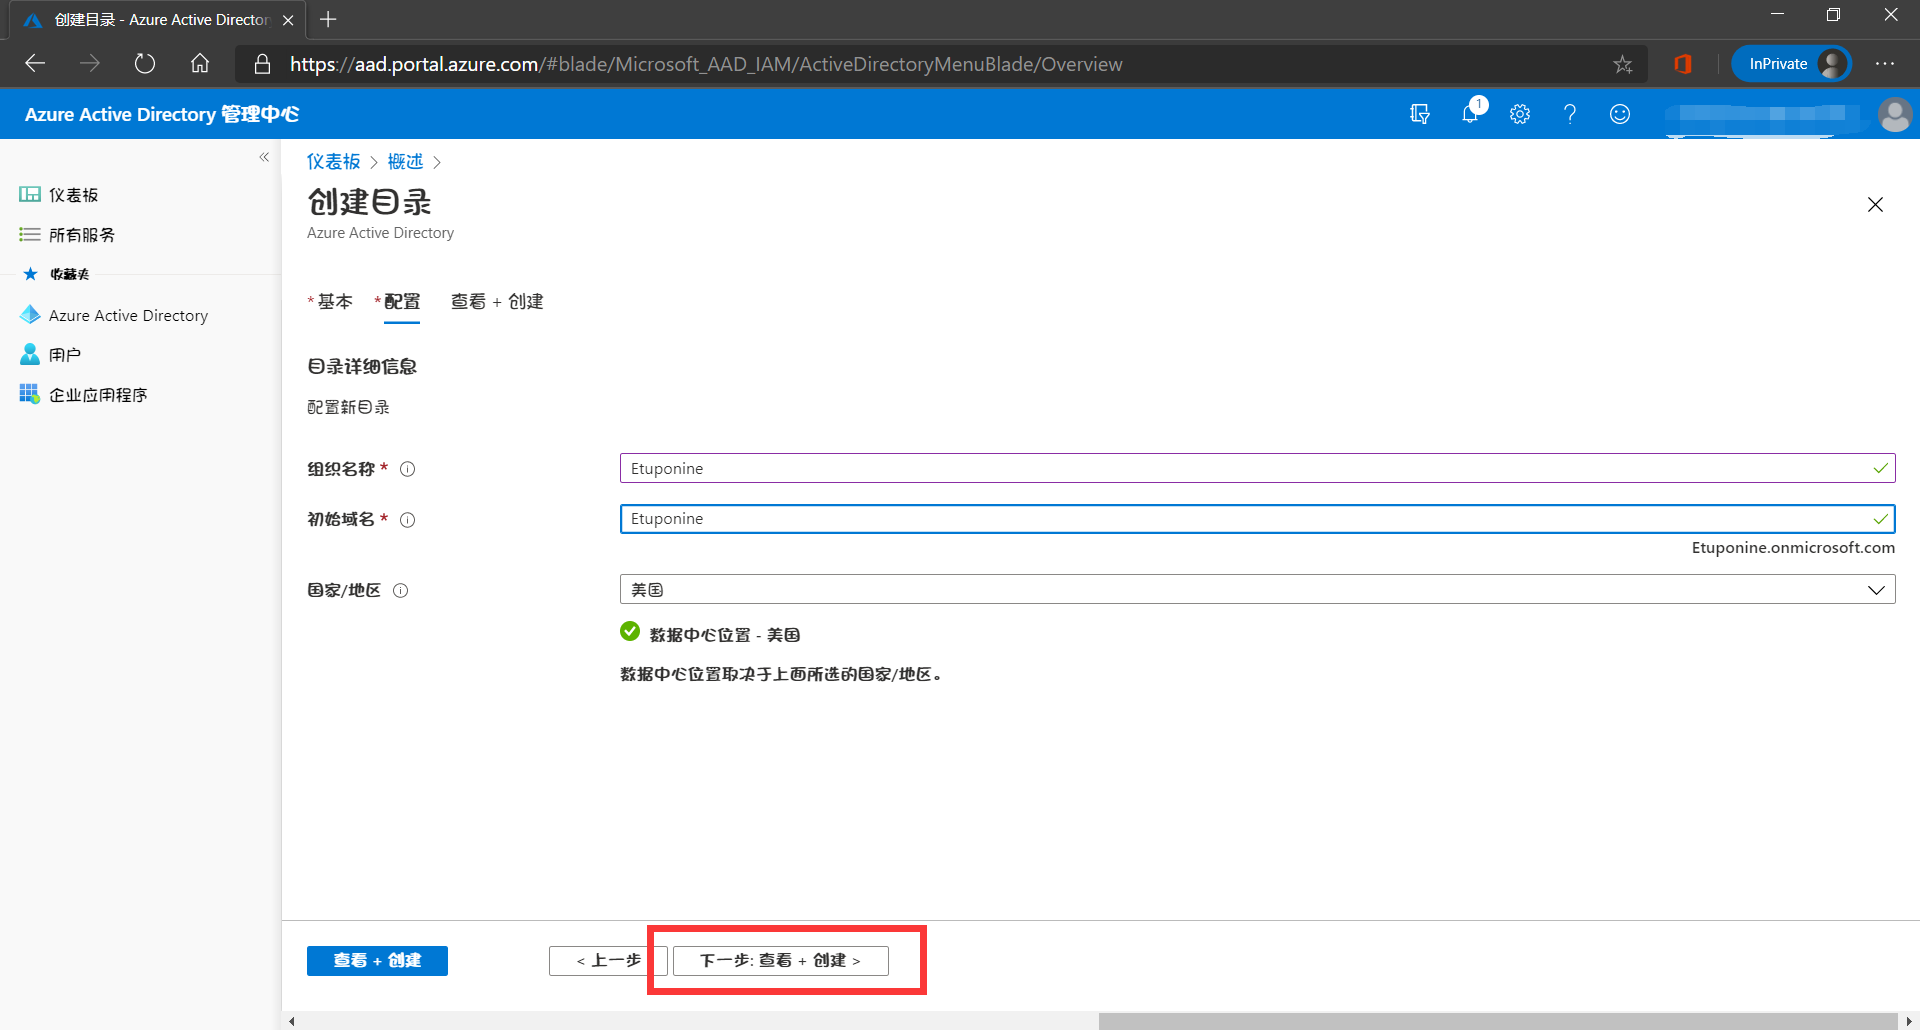 创建目录 - Azure Active Director
https://aad.portal.azure.com/#blade/Microsoft_AAD_IAM/ActiveDirectoryMenuBlade/Overview
InPrivate
Azure Active Directory 管理中心
1
仪表板
所有服务
收藏夹
Azure Active Directory
用户
企业应用程序
仪表板 > 概述 >
创建目录
Azure Active Directory
* 基本 * 配置 查看 + 创建
目录详细信息
配置新目录
组织名称 *
Etuponine
初始域名 *
Etuponine
Etuponine.onmicrosoft.com
国家/地区
美国
数据中心位置 - 美国
数据中心位置取决于上面所选的国家/地区。
查看 + 创建
< 上一步
下一步: 查看 + 创建 >